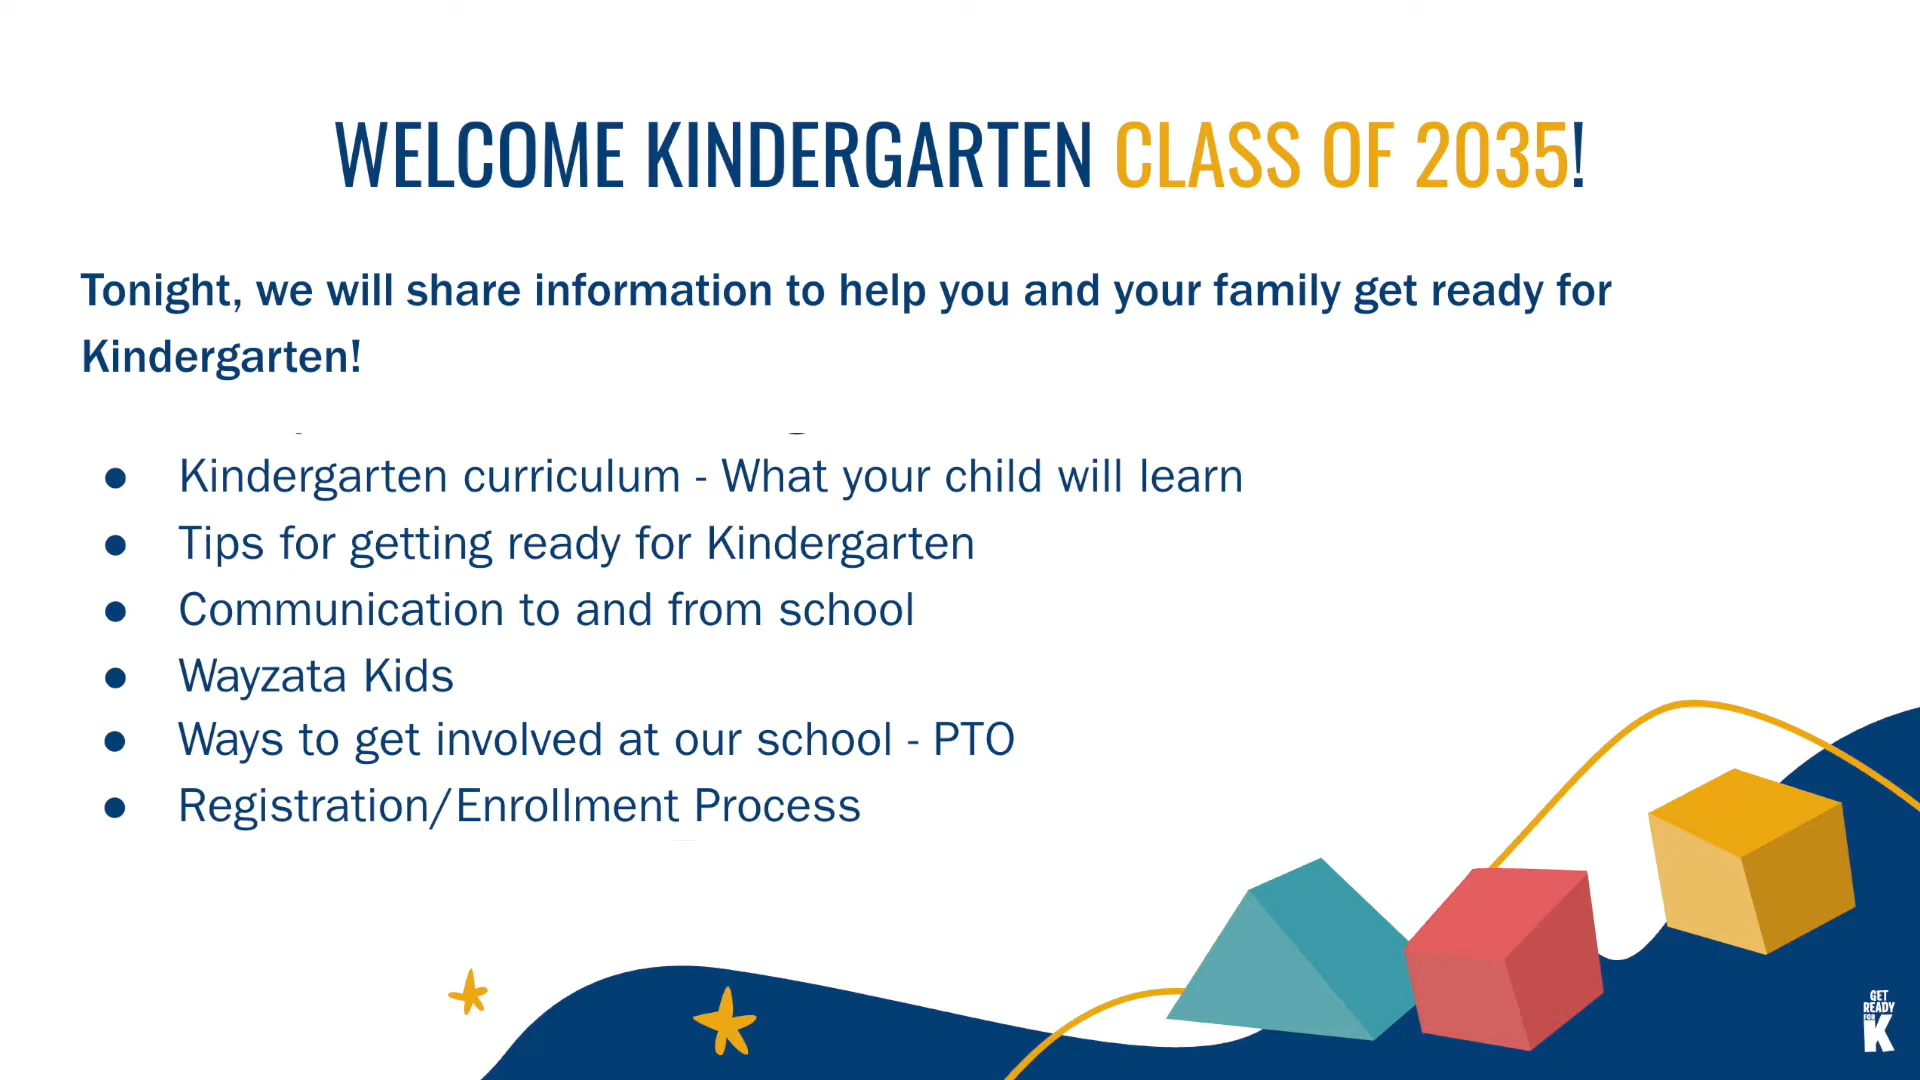 WELCOME KINDERGARTEN CLASS OF 2035!
Tonight, we will share information to help you and your family get ready for
Kindergarten!
● Kindergarten curriculum - What your child will learn
● Tips for getting ready for Kindergarten
● Communication to and from school
● Wayzata Kids
● Ways to get involved at our school - PTO
● Registration/Enrollment Process
GET
READY
FOR
K